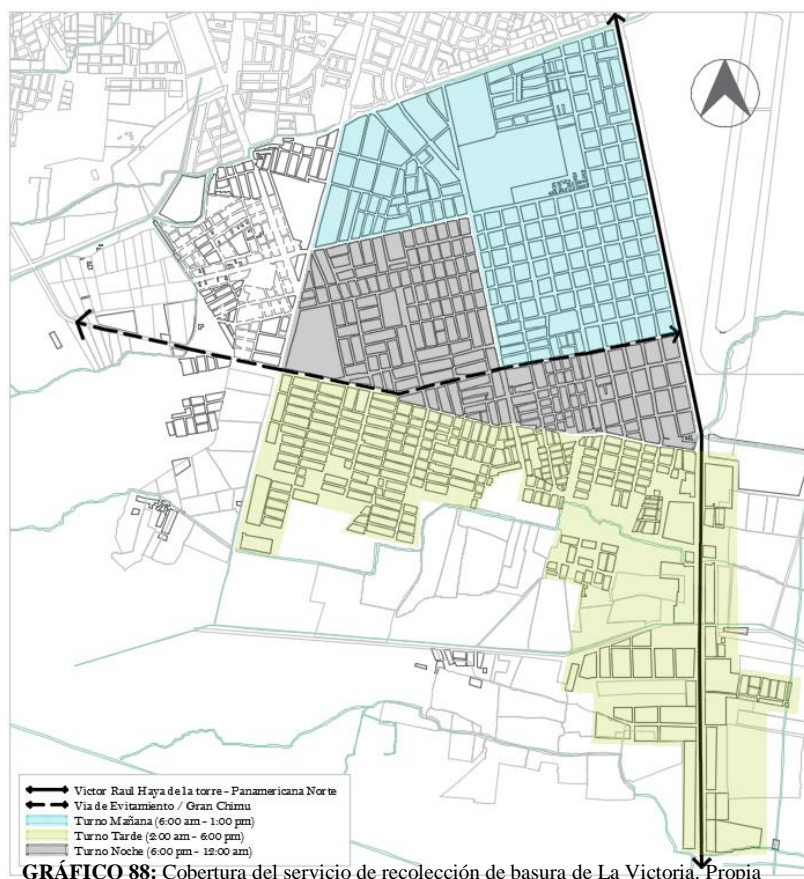 Victor Raul Haya de la torre - Panamericana Norte
Via de Evitamiento / Gran Chimu
Turno Mañana (6:00 am - 1:00 pm)
Turno Tarde (2:00 am - 6:00 pm)
Turno Noche (6:00 pm - 12:00 am)
GRÁFICO 88: Cobertura del servicio de recolección de basura de La Victoria. Propia